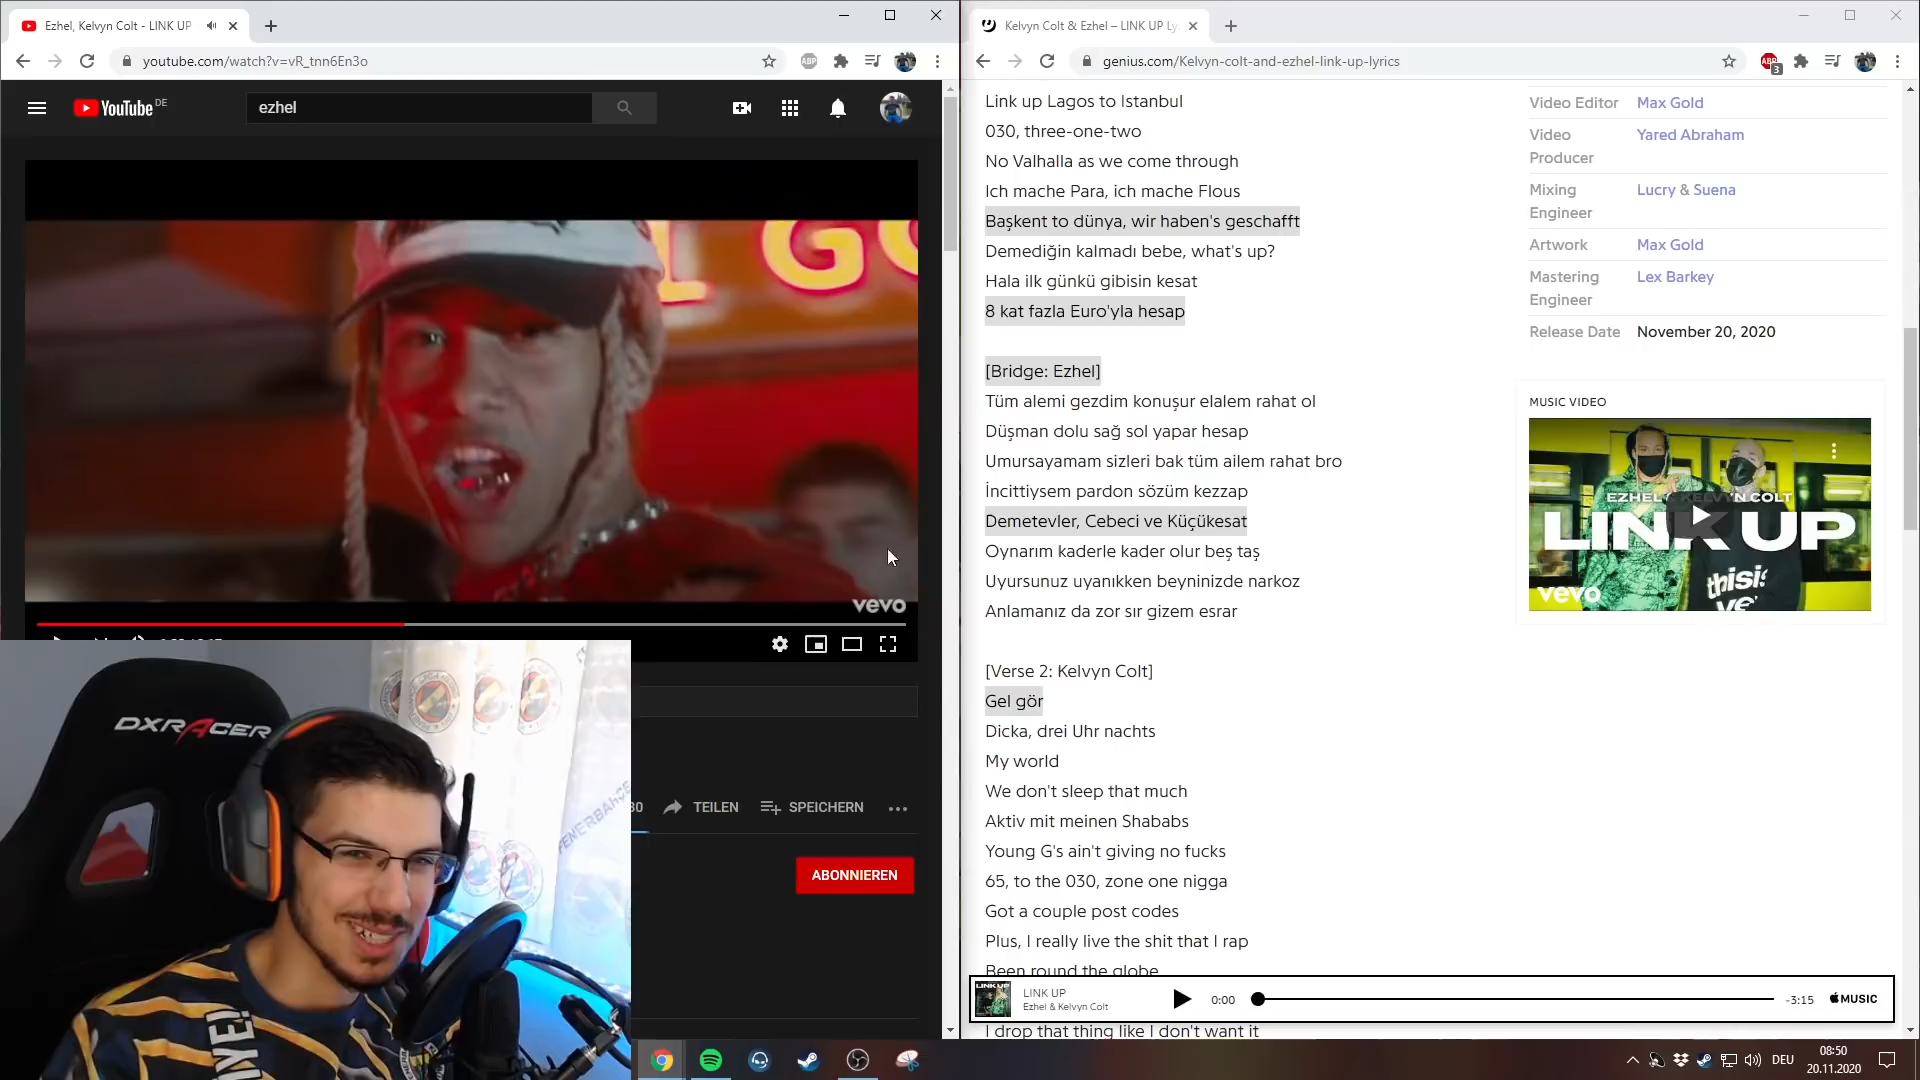 Ezhel, Kelvyn Colt - LINK UP
youtube.com/watch?v=vR_tnn6En3o
YouTube DE
ezhel
L GO
vevo
TEILEN
SPEICHERN
ABONNIEREN
DXRACER
FENERBAHÇE
Kelvyn Colt & Ezhel – LINK UP Ly
genius.com/Kelvyn-colt-and-ezhel-link-up-lyrics
ABP
3
Link up Lagos to Istanbul
030, three-one-two
No Valhalla as we come through
Ich mache Para, ich mache Flous
Başkent to dünya, wir haben's geschafft
Demediğin kalmadı bebe, what's up?
Hala ilk günkü gibisin kesat
8 kat fazla Euro'yla hesap
[Bridge: Ezhel]
Tüm alemi gezdim konuşur elalem rahat ol
Düşman dolu sağ sol yapar hesap
Umursayamam sizleri bak tüm ailem rahat bro
İncittiysem pardon sözüm kezzap
Demetevler, Cebeci ve Küçükesat
Oynarım kaderle kader olur beş taş
Uyursunuz uyanıkken beyninizde narkoz
Anlamanız da zor sır gizem esrar
[Verse 2: Kelvyn Colt]
Gel gör
Dicka, drei Uhr nachts
My world
We don't sleep that much
Aktiv mit meinen Shababs
Young G's ain't giving no fucks
65, to the 030, zone one nigga
Got a couple post codes
Plus, I really live the shit that I rap
Been round the globe
I drop that thing like I don't want it
Video Editor Max Gold
Video Producer Yared Abraham
Mixing Engineer Lucry & Suena
Artwork Max Gold
Mastering Engineer Lex Barkey
Release Date November 20, 2020
MUSIC VIDEO
EZHEL & KELVYN COLT
LINK UP
vevo
LINK UP
Ezhel & Kelvyn Colt
0:00
-3:15
MUSIC
DEU
08:50
20.11.2020